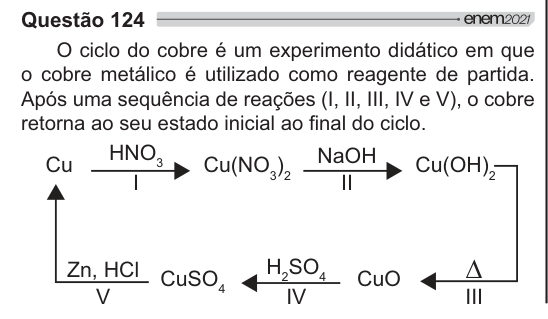 Questão 124 enem2021
O ciclo do cobre é um experimento didático em que
o cobre metálico é utilizado como reagente de partida.
Após uma sequência de reações (I, II, III, IV e V), o cobre
retorna ao seu estado inicial ao final do ciclo.
Cu HNO₃ I Cu(NO₃)₂ NaOH II Cu(OH)₂
Zn, HCl V CuSO₄ H₂SO₄ IV CuO Δ III